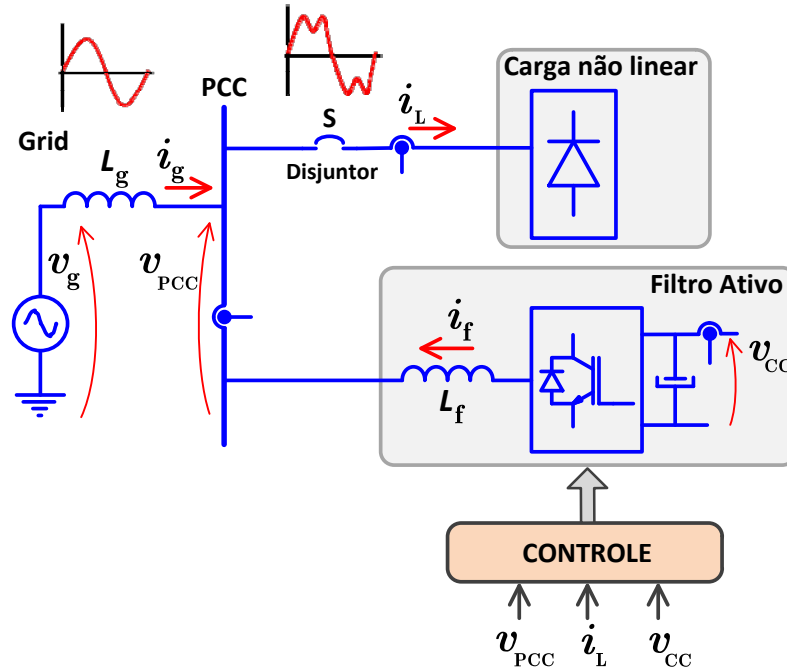 Grid
PCC
L_g
i_g
v_g
v_PCC
S
Disjuntor
i_L
Carga não linear
Filtro Ativo
i_f
L_f
v_CC
CONTROLE
v_PCC
i_L
v_CC